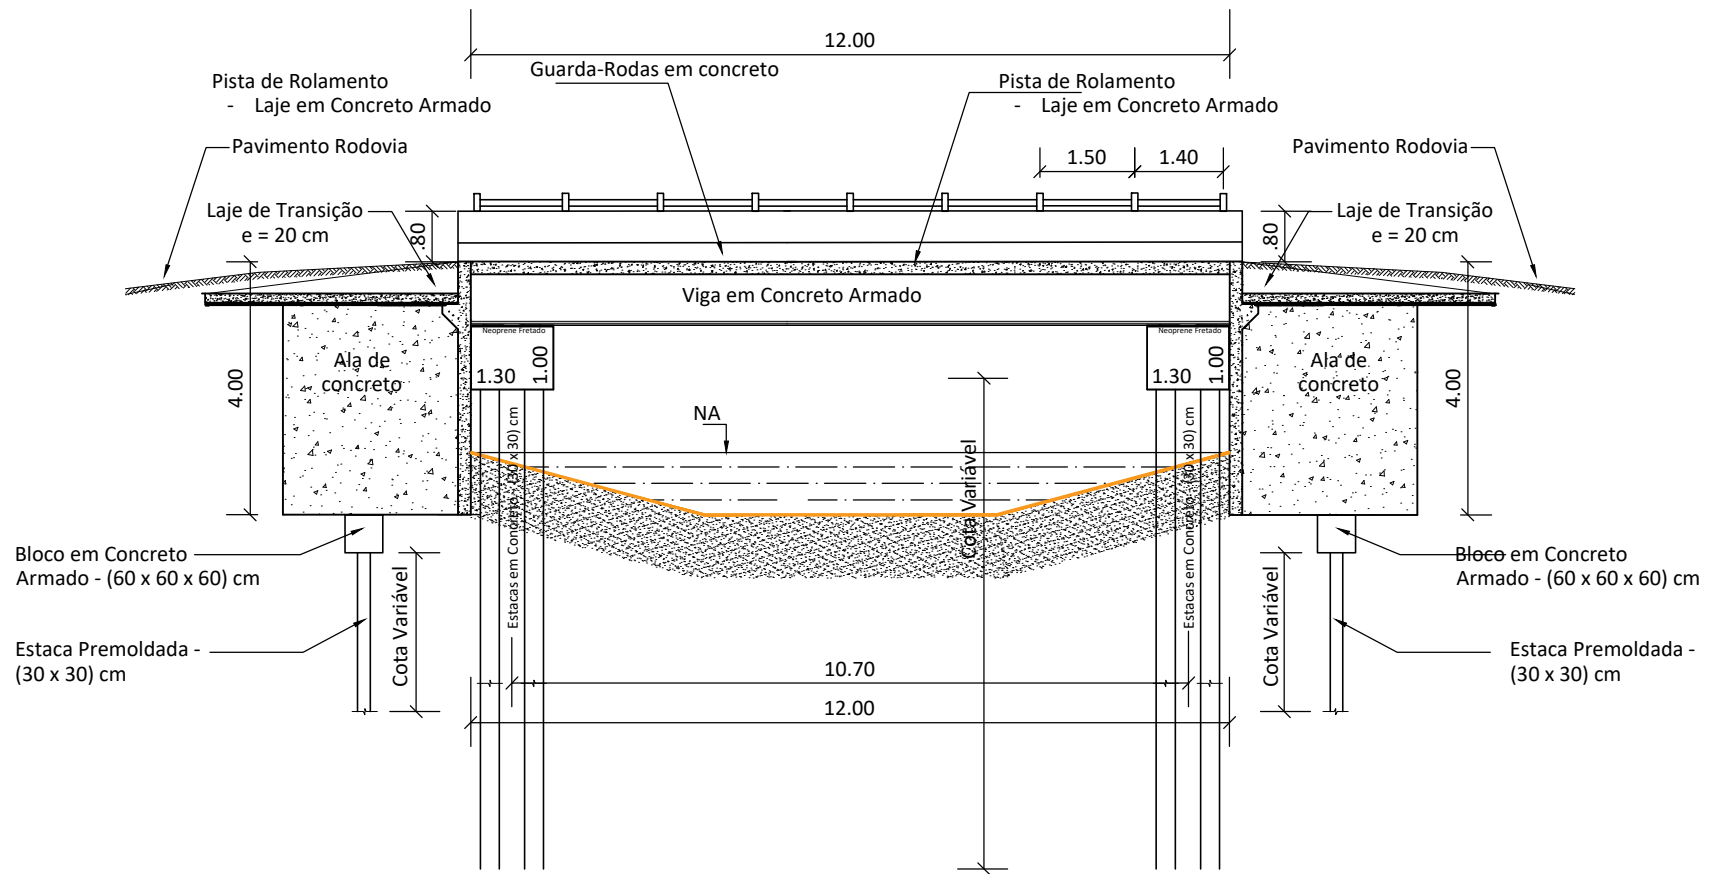 12.00
Guarda-Rodas em concreto
Pista de Rolamento
- Laje em Concreto Armado
Pista de Rolamento
- Laje em Concreto Armado
Pavimento Rodovia
Pavimento Rodovia
1.50
1.40
Laje de Transição
e = 20 cm
Laje de Transição
e = 20 cm
.80
.80
Viga em Concreto Armado
Neoprene Fretado
Neoprene Fretado
Ala de
concreto
Ala de
concreto
4.00
4.00
1.30
1.00
1.30
1.00
NA
Estacas em Concreto (30 x 30) cm
Estacas em Concreto (30 x 30) cm
Cota Variável
Bloco em Concreto
Armado - (60 x 60 x 60) cm
Bloco em Concreto
Armado - (60 x 60 x 60) cm
Cota Variável
Cota Variável
Estaca Premoldada -
(30 x 30) cm
Estaca Premoldada -
(30 x 30) cm
10.70
12.00